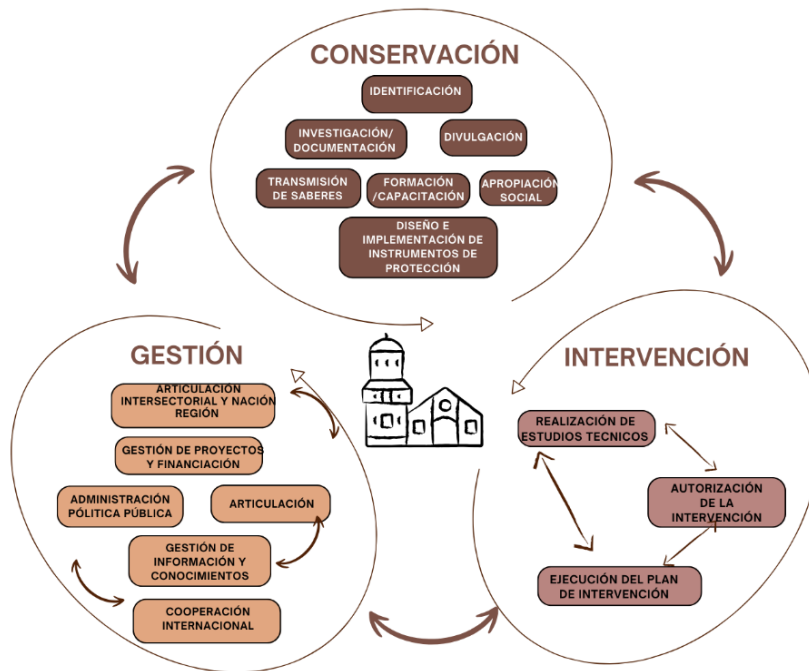 CONSERVACIÓN
IDENTIFICACIÓN
INVESTIGACIÓN/
DOCUMENTACIÓN
DIVULGACIÓN
TRANSMISIÓN
DE SABERES
FORMACIÓN
/CAPACITACIÓN
APROPIACIÓN
SOCIAL
DISEÑO E
IMPLEMENTACIÓN DE
INSTRUMENTOS DE
PROTECCIÓN
GESTIÓN
ARTICULACIÓN
INTERSECTORIAL Y NACIÓN
REGIÓN
GESTIÓN DE PROYECTOS
Y FINANCIACIÓN
ADMINISTRACIÓN
PÓLITICA PÚBLICA
ARTICULACIÓN
GESTIÓN DE
INFORMACIÓN Y
CONOCIMIENTOS
COOPERACIÓN
INTERNACIONAL
INTERVENCIÓN
REALIZACIÓN DE
ESTUDIOS TECNICOS
AUTORIZACIÓN
DE LA
INTERVENCIÓN
EJECUCIÓN DEL PLAN
DE INTERVENCIÓN